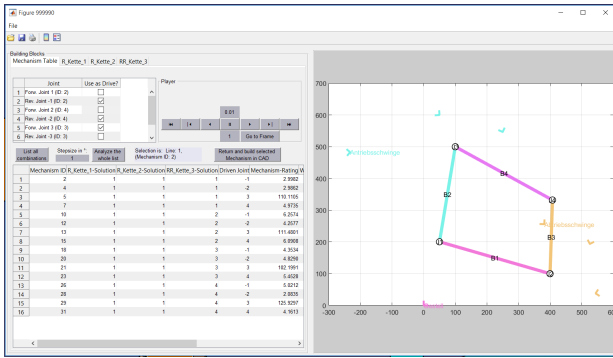 Figure 999990
File
Building Blocks
Mechanism Table R_Kette_1 R_Kette_2 RR_Kette_3
Joint Use as Drive?
1 Forw. Joint 1 (ID: 2)
2 Rev. Joint -1 (ID: 2)
3 Forw. Joint 2 (ID: 4)
4 Rev. Joint -2 (ID: 4)
5 Forw. Joint 3 (ID: 3)
6 Rev. Joint -3 (ID: 3)
Player
0.01
1 Go to Frame
List all combinations
Stepsize in °:
1
Analyze the whole list
Selection is: Line: 1, (Mechanism ID: 2)
Return and build selected Mechanism in CAD
Mechanism ID R_Kette_1-Solution R_Kette_2-Solution RR_Kette_3-Solution Driven Joint Mechanism-Rating W
1 2 1 1 1 -1 2.9982
2 4 1 1 1 -2 2.9862
3 5 1 1 1 3 110.1105
4 7 1 1 1 4 4.9735
5 10 1 1 2 -1 6.2574
6 12 1 1 2 -2 6.2077
7 13 1 1 2 3 111.4801
8 15 1 1 2 4 6.0908
9 18 1 1 3 -1 4.3534
10 20 1 1 3 -2 4.8290
11 21 1 1 3 3 102.1991
12 23 1 1 3 4 5.4628
13 26 1 1 4 -1 5.0212
14 28 1 1 4 -2 2.0835
15 29 1 1 4 3 125.9297
16 31 1 1 4 4 4.1613
700
600
500
400
300
200
100
0
-300 -200 -100 0 100 200 300 400 500 600
Antriebsschwinge
B4
B2
B3
B1